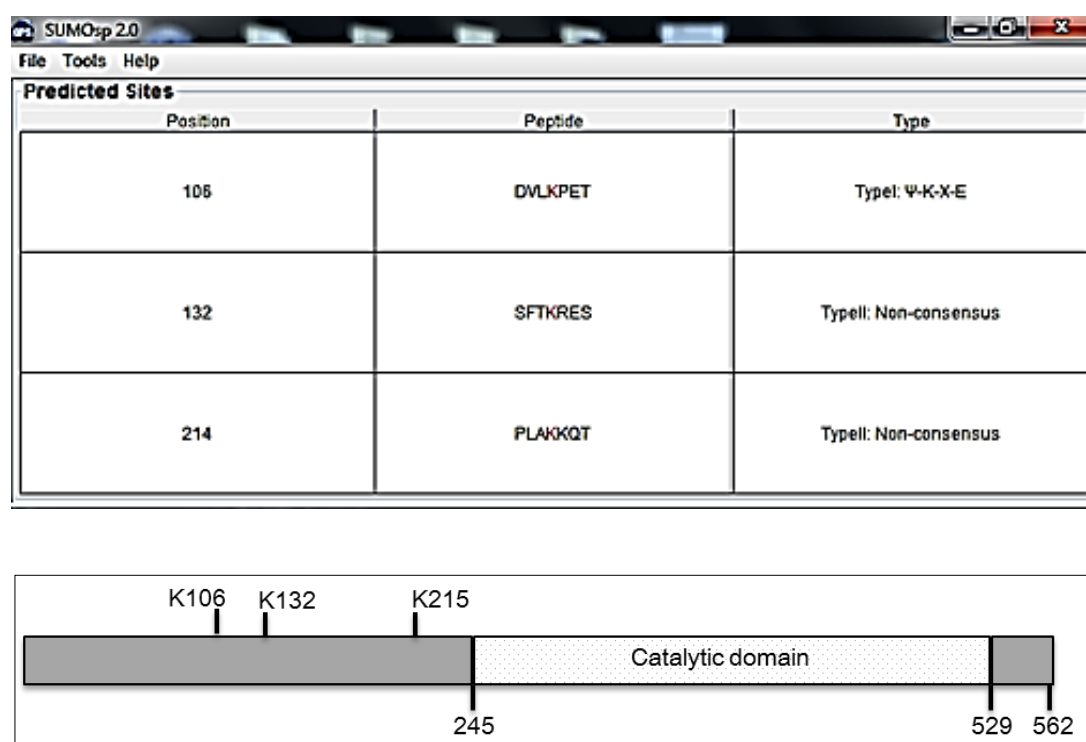 SUMOsp 2.0
File Tools Help
Predicted Sites
Position Peptide Type
106 DVLKPET TypeI: Ψ-K-X-E
132 SFTKRES TypeII: Non-consensus
214 PLAKKQT TypeII: Non-consensus
K106 K132 K215
Catalytic domain
245 529 562